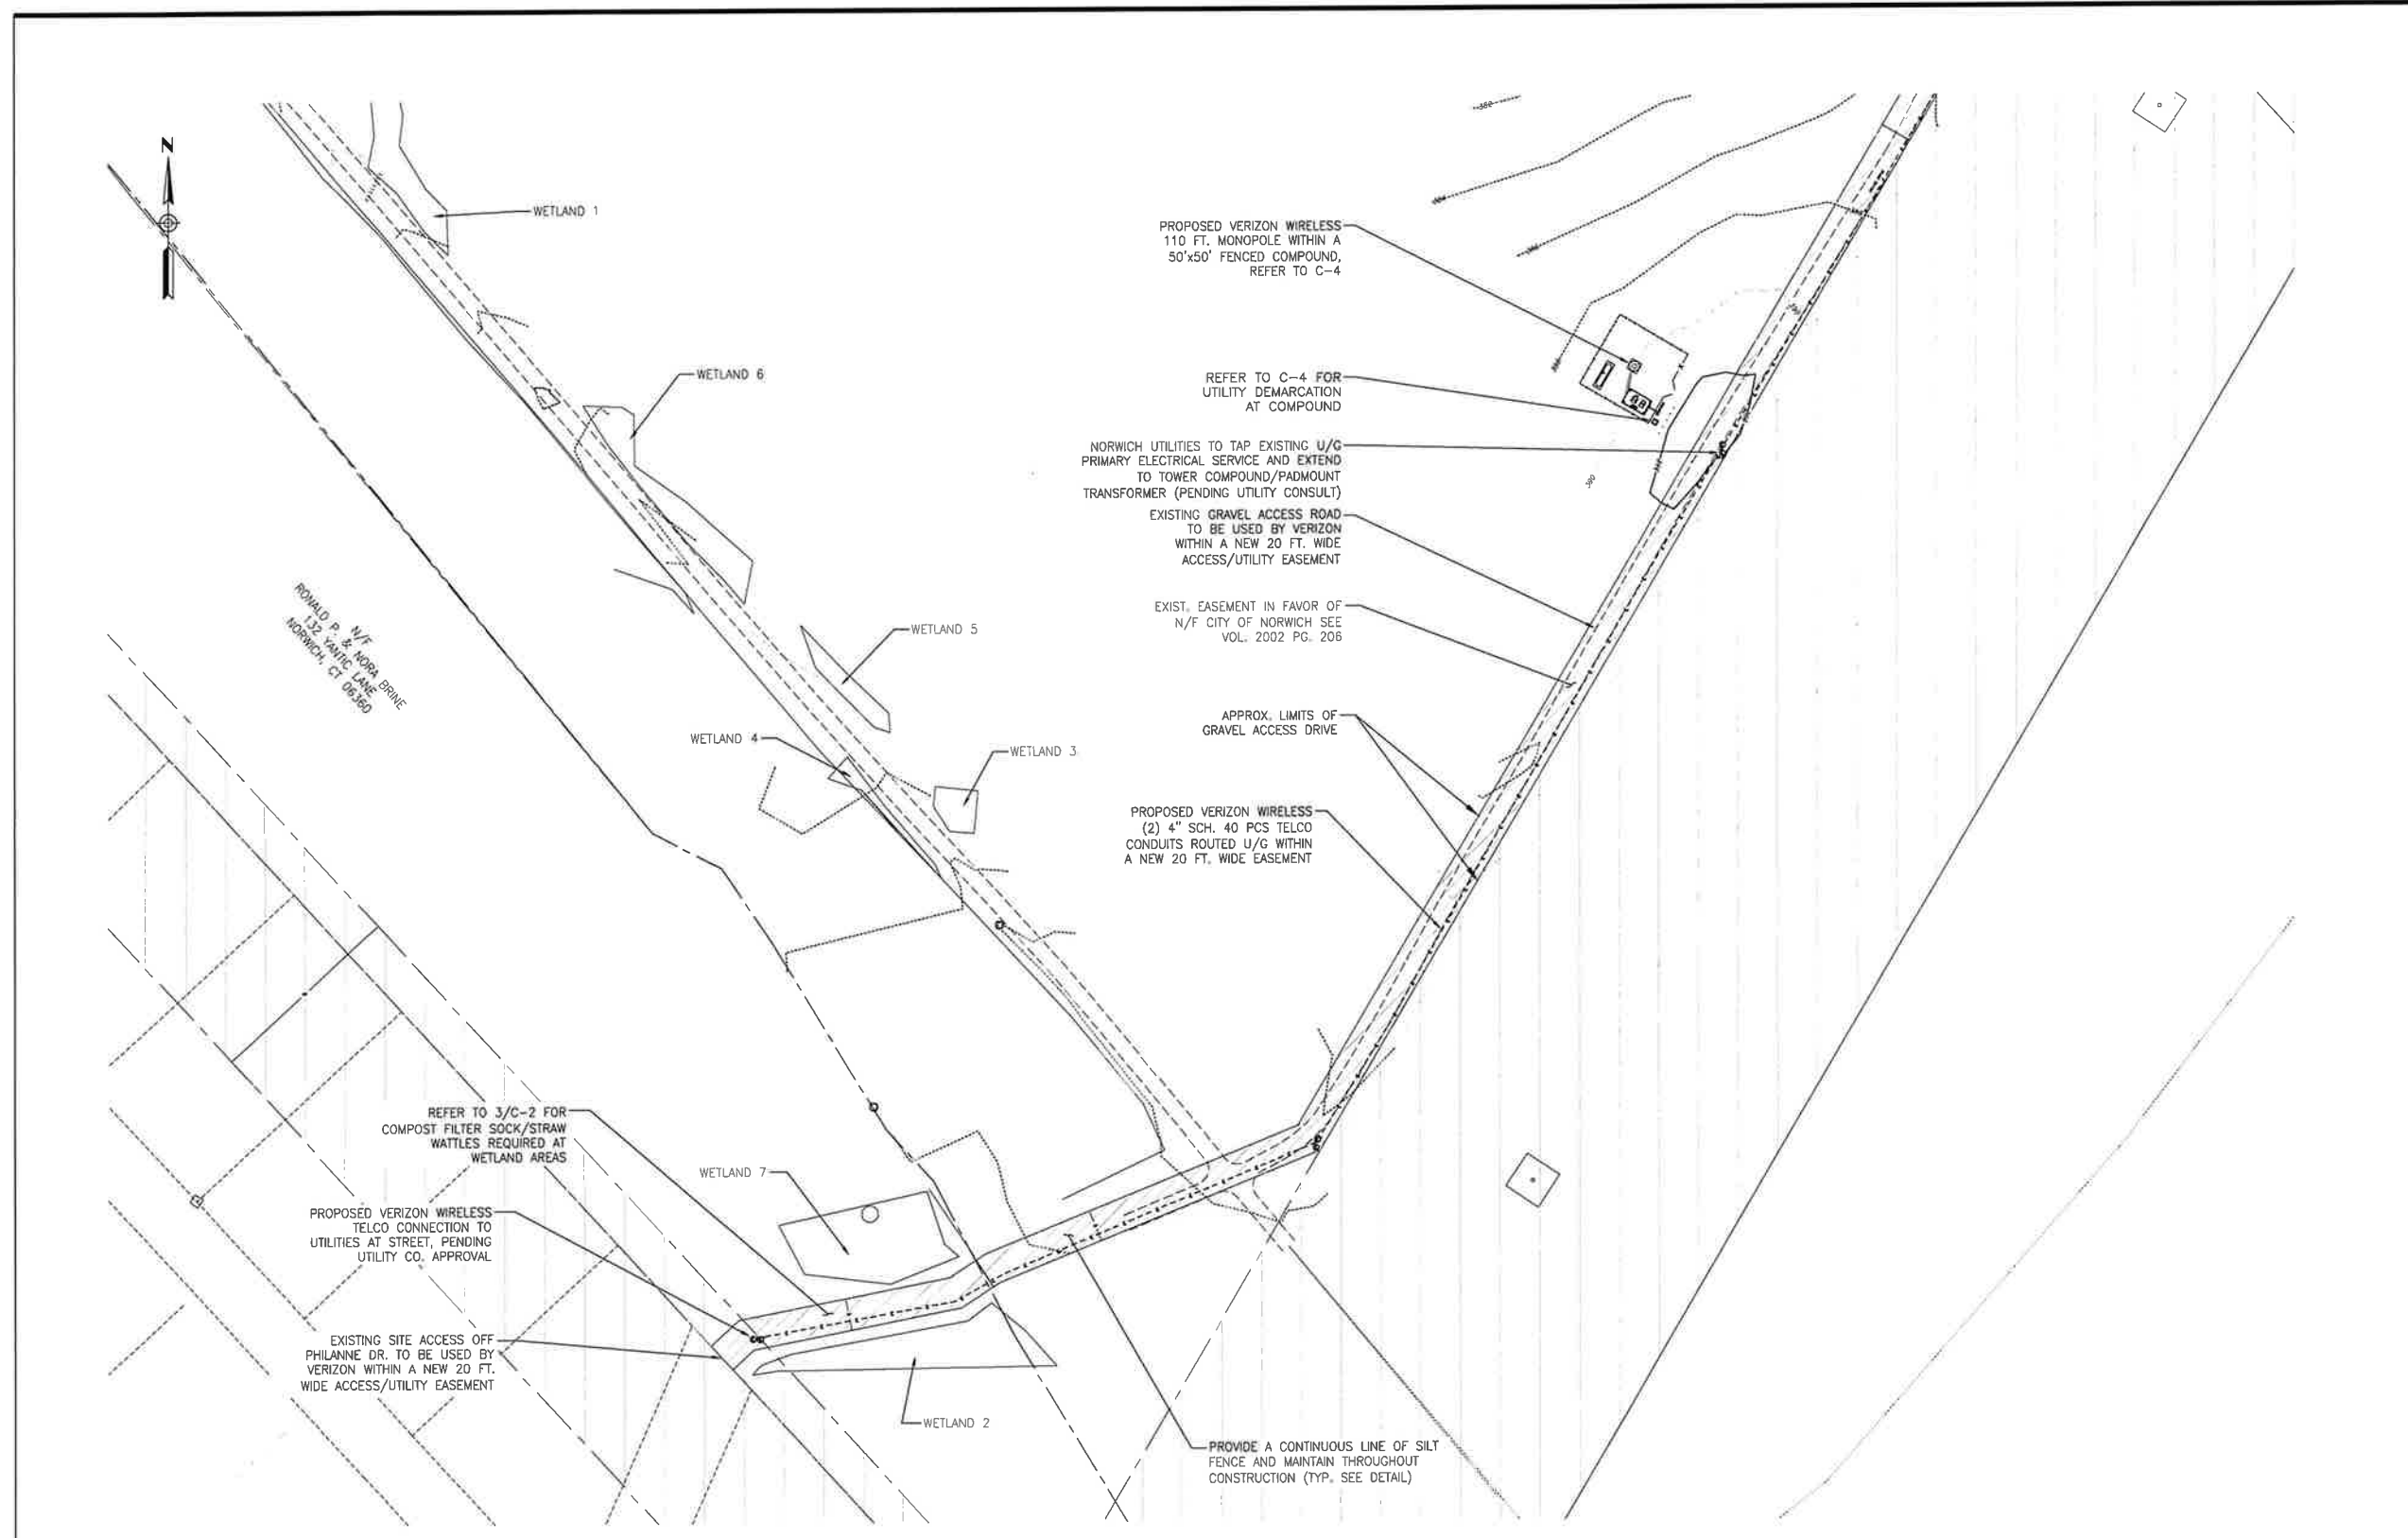 N
WETLAND 1
PROPOSED VERIZON WIRELESS
110 FT. MONOPOLE WITHIN A
50'x50' FENCED COMPOUND,
REFER TO C-4
WETLAND 6
REFER TO C-4 FOR
UTILITY DEMARCATION
AT COMPOUND
NORWICH UTILITIES TO TAP EXISTING U/G
PRIMARY ELECTRICAL SERVICE AND EXTEND
TO TOWER COMPOUND/PADMOUNT
TRANSFORMER (PENDING UTILITY CONSULT)
EXISTING GRAVEL ACCESS ROAD
TO BE USED BY VERIZON
WITHIN A NEW 20 FT. WIDE
ACCESS/UTILITY EASEMENT
N/F
RONALD P. & NORA BRINE
132 YANTIC LANE
NORWICH, CT 06360
WETLAND 5
EXIST. EASEMENT IN FAVOR OF
N/F CITY OF NORWICH SEE
VOL. 2002 PG. 206
WETLAND 4
WETLAND 3
APPROX. LIMITS OF
GRAVEL ACCESS DRIVE
PROPOSED VERIZON WIRELESS
(2) 4" SCH. 40 PCS TELCO
CONDUITS ROUTED U/G WITHIN
A NEW 20 FT. WIDE EASEMENT
REFER TO 3/C-2 FOR
COMPOST FILTER SOCK/STRAW
WATTLES REQUIRED AT
WETLAND AREAS
WETLAND 7
PROPOSED VERIZON WIRELESS
TELCO CONNECTION TO
UTILITIES AT STREET, PENDING
UTILITY CO. APPROVAL
EXISTING SITE ACCESS OFF
PHILANNE DR. TO BE USED BY
VERIZON WITHIN A NEW 20 FT.
WIDE ACCESS/UTILITY EASEMENT
WETLAND 2
PROVIDE A CONTINUOUS LINE OF SILT
FENCE AND MAINTAIN THROUGHOUT
CONSTRUCTION (TYP. SEE DETAIL)